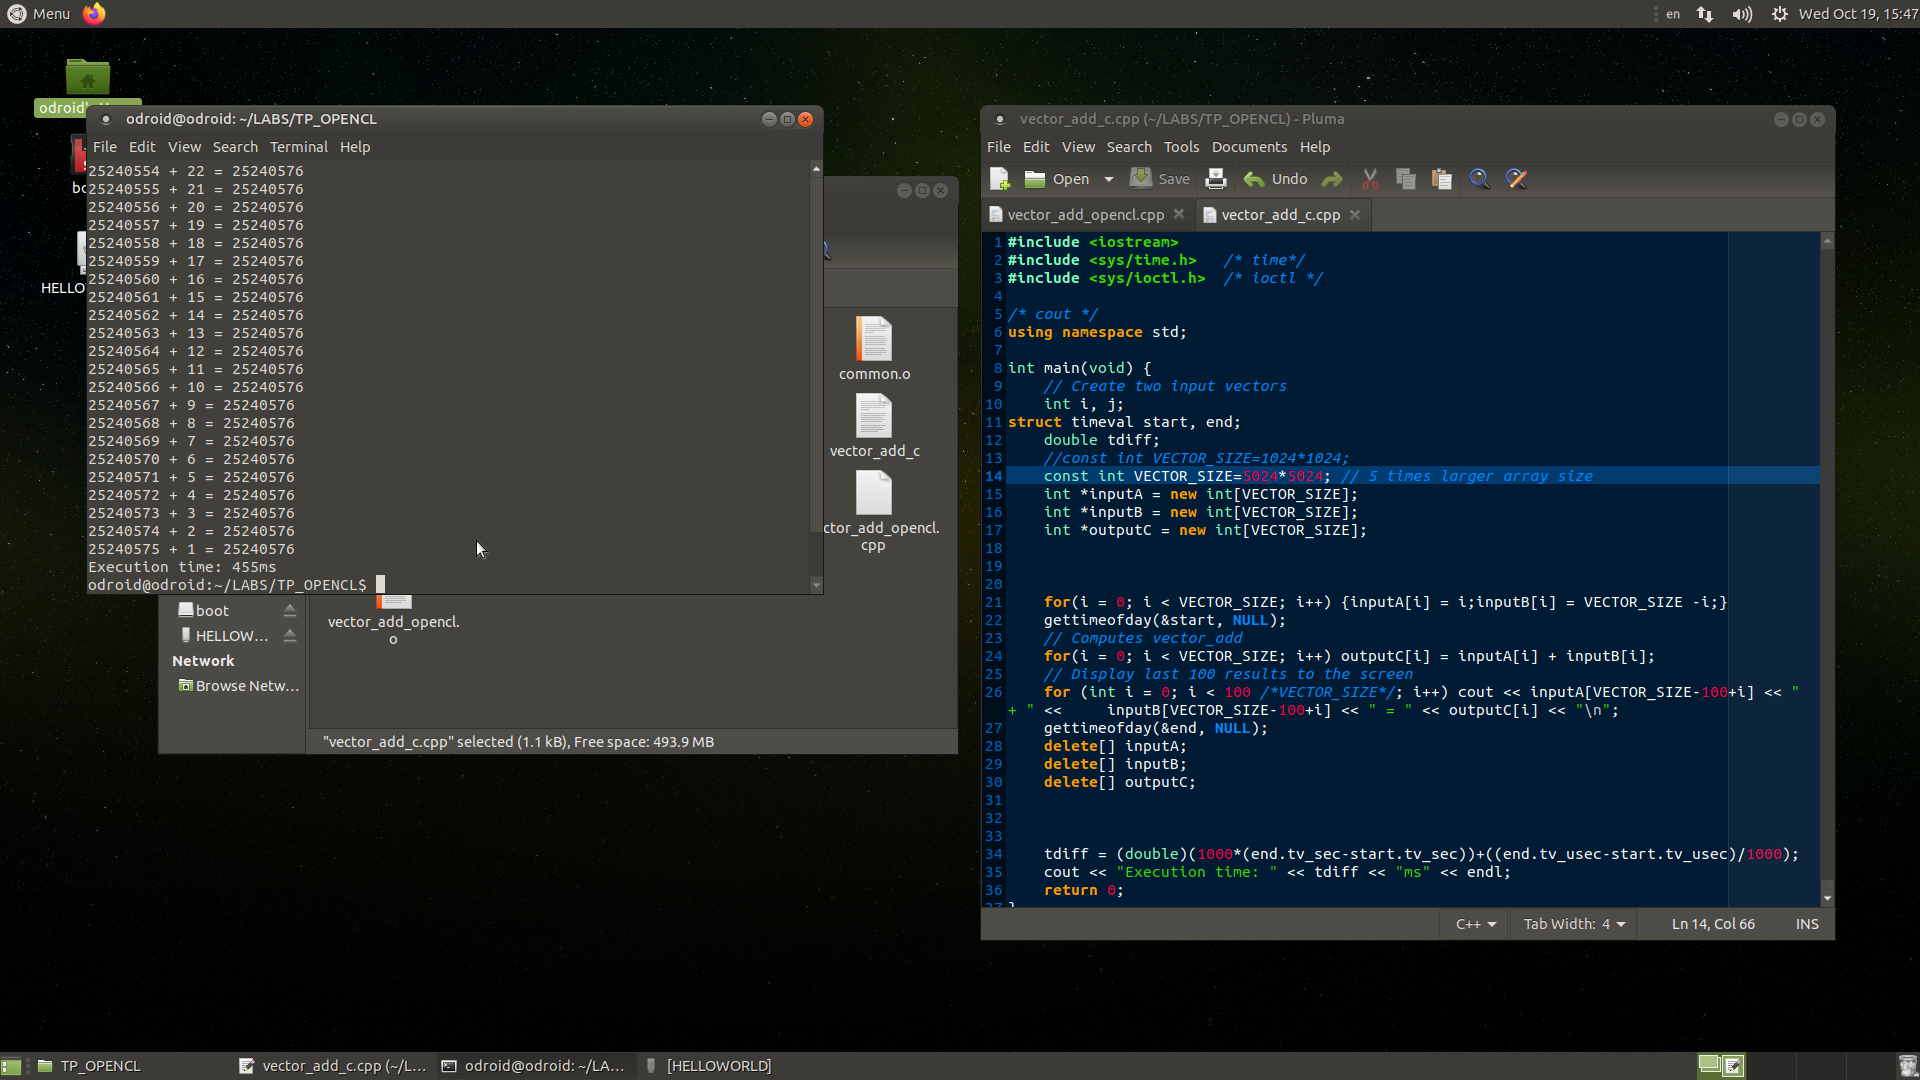 Menu
en
Wed Oct 19, 15:47
odroid@odroid: ~/LABS/TP_OPENCL
File Edit View Search Terminal Help
25240554 + 22 = 25240576
25240555 + 21 = 25240576
25240556 + 20 = 25240576
25240557 + 19 = 25240576
25240558 + 18 = 25240576
25240559 + 17 = 25240576
25240560 + 16 = 25240576
25240561 + 15 = 25240576
25240562 + 14 = 25240576
25240563 + 13 = 25240576
25240564 + 12 = 25240576
25240565 + 11 = 25240576
25240566 + 10 = 25240576
25240567 + 9 = 25240576
25240568 + 8 = 25240576
25240569 + 7 = 25240576
25240570 + 6 = 25240576
25240571 + 5 = 25240576
25240572 + 4 = 25240576
25240573 + 3 = 25240576
25240574 + 2 = 25240576
25240575 + 1 = 25240576
Execution time: 455ms
odroid@odroid:~/LABS/TP_OPENCL$
HELLO
common.o
vector_add_c
ctor_add_opencl.
cpp
boot
HELLOW...
Network
Browse Netw...
vector_add_opencl.
o
"vector_add_c.cpp" selected (1.1 kB), Free space: 493.9 MB
vector_add_c.cpp (~/LABS/TP_OPENCL) - Pluma
File Edit View Search Tools Documents Help
Open Save Undo
vector_add_opencl.cpp
vector_add_c.cpp
1 #include <iostream>
2 #include <sys/time.h> /* time*/
3 #include <sys/ioctl.h> /* ioctl */
4
5 /* cout */
6 using namespace std;
7
8 int main(void) {
9 // Create two input vectors
10 int i, j;
11 struct timeval start, end;
12 double tdiff;
13 //const int VECTOR_SIZE=1024*1024;
14 const int VECTOR_SIZE=5024*5024; // 5 times larger array size
15 int *inputA = new int[VECTOR_SIZE];
16 int *inputB = new int[VECTOR_SIZE];
17 int *outputC = new int[VECTOR_SIZE];
18
19
20
21 for(i = 0; i < VECTOR_SIZE; i++) {inputA[i] = i;inputB[i] = VECTOR_SIZE -i;}
22 gettimeofday(&start, NULL);
23 // Computes vector_add
24 for(i = 0; i < VECTOR_SIZE; i++) outputC[i] = inputA[i] + inputB[i];
25 // Display last 100 results to the screen
26 for (int i = 0; i < 100 /*VECTOR_SIZE*/; i++) cout << inputA[VECTOR_SIZE-100+i] << "
+ " << inputB[VECTOR_SIZE-100+i] << " = " << outputC[i] << "\n";
27 gettimeofday(&end, NULL);
28 delete[] inputA;
29 delete[] inputB;
30 delete[] outputC;
31
32
33
34 tdiff = (double)(1000*(end.tv_sec-start.tv_sec))+((end.tv_usec-start.tv_usec)/1000);
35 cout << "Execution time: " << tdiff << "ms" << endl;
36 return 0;
C++ Tab Width: 4 Ln 14, Col 66 INS
TP_OPENCL
vector_add_c.cpp (~/L...
odroid@odroid: ~/LA...
[HELLOWORLD]